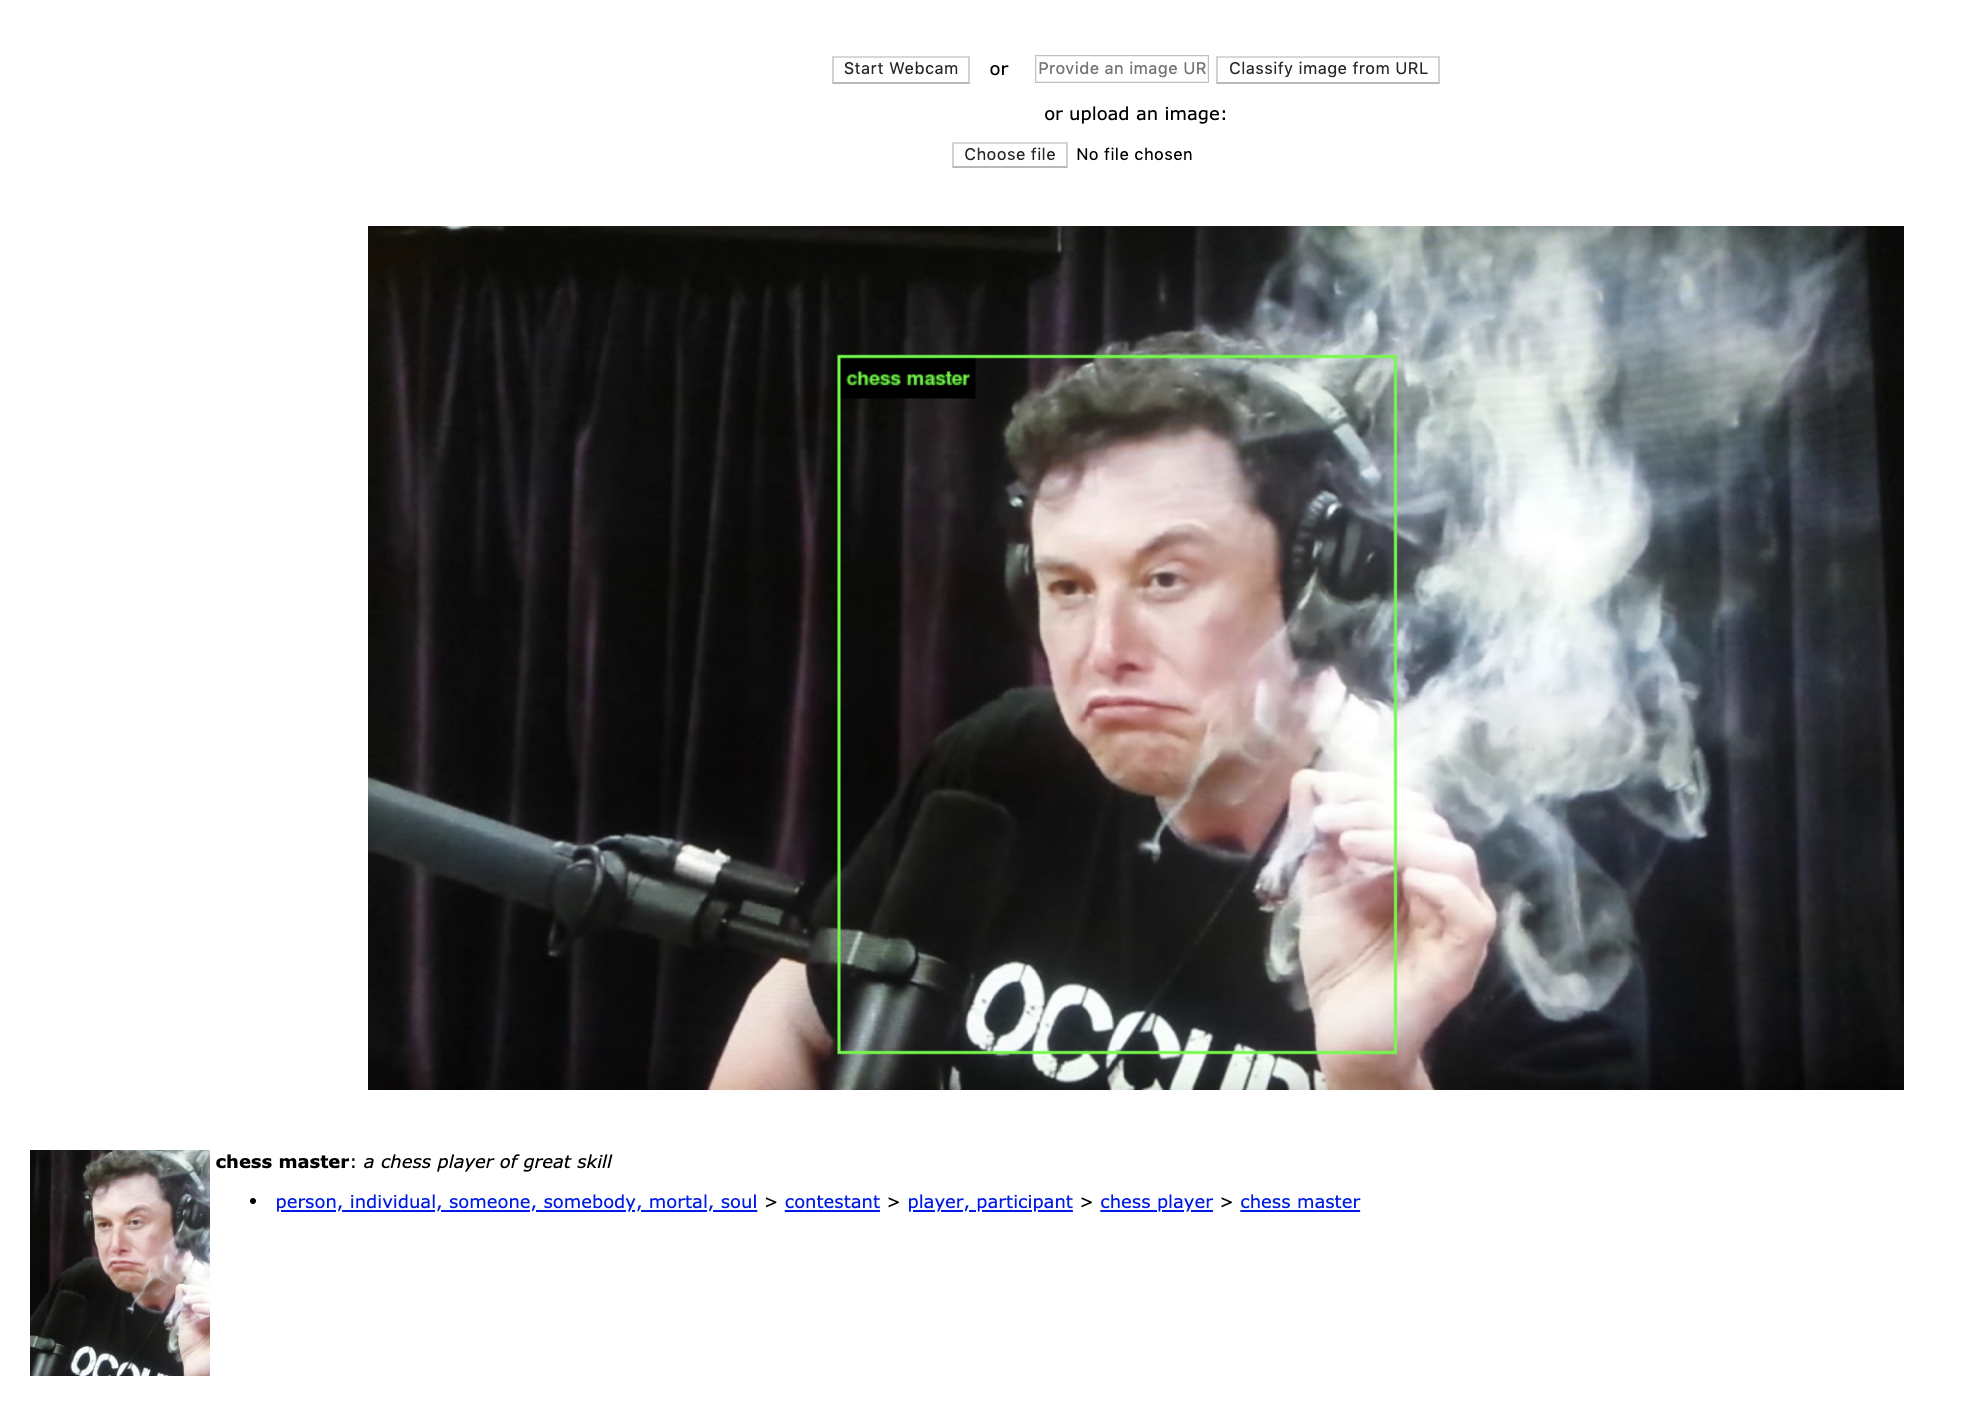 Start Webcam or Provide an image UR Classify image from URL
or upload an image:
Choose file No file chosen
chess master
OCCUP
chess master: a chess player of great skill
• person, individual, someone, somebody, mortal, soul > contestant > player, participant > chess player > chess master